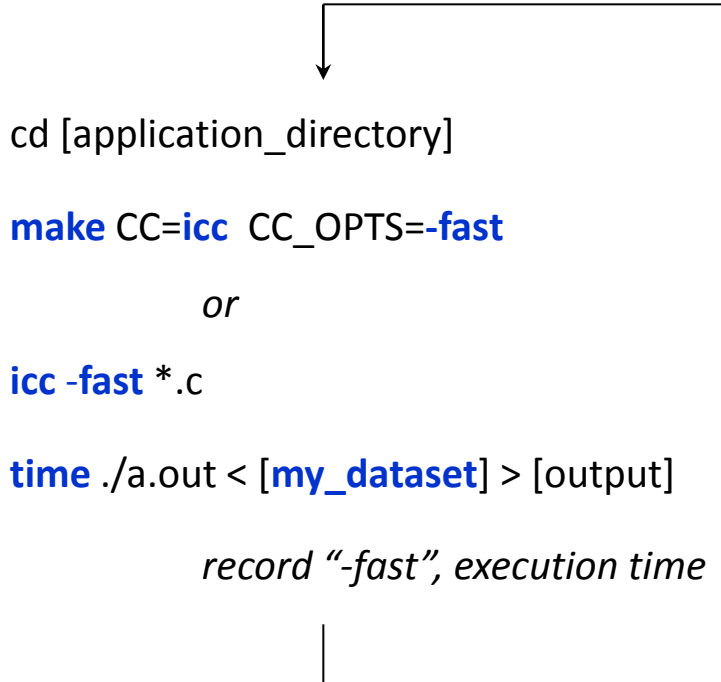 cd [application_directory]
make CC=icc CC_OPTS=-fast
or
icc -fast *.c
time ./a.out < [my_dataset] > [output]
record “-fast”, execution time